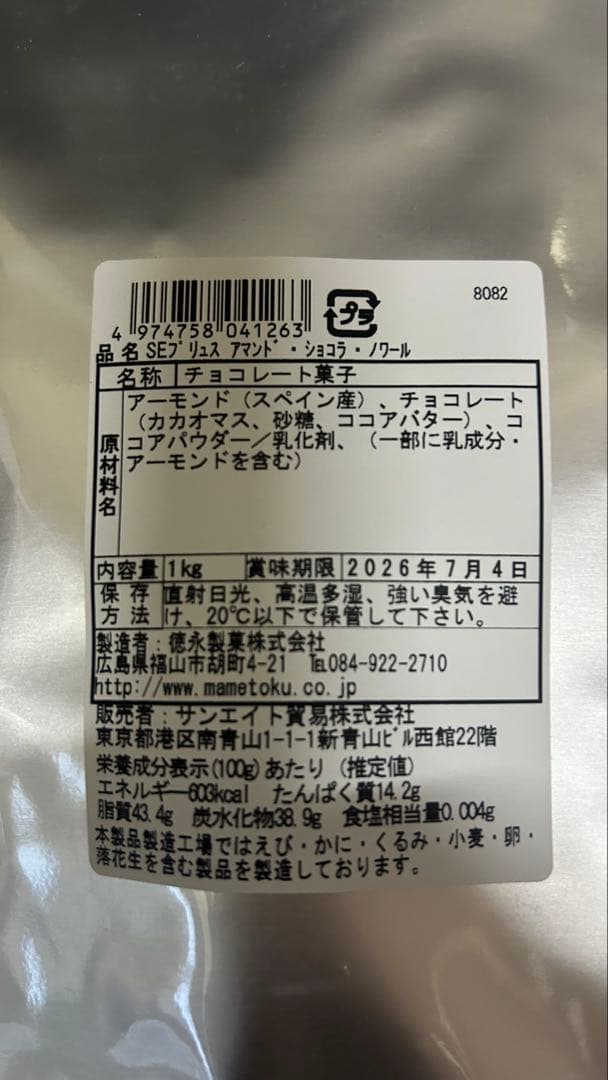 8082
4 974758 041263
プラ
品名 SEプリュス アマンド・ショコラ・ノワール
名称 チョコレート菓子
原材料名
アーモンド（スペイン産）、チョコレート
（カカオマス、砂糖、ココアバター）、コ
コアパウダー／乳化剤、（一部に乳成分・
アーモンドを含む）
内容量 1kg 賞味期限 2026年7月4日
保存方法
直射日光、高温多湿、強い臭気を避
け、20℃以下で保管して下さい。
製造者：徳永製菓株式会社
広島県福山市胡町4-21 ℡084-922-2710
http://www.mametoku.co.jp
販売者：サンエイト貿易株式会社
東京都港区南青山1-1-1新青山ビル西館22階
栄養成分表示(100g)あたり（推定値）
エネルギー603kcal たんぱく質14.2g
脂質43.4g 炭水化物38.9g 食塩相当量0.004g
本製品製造工場ではえび・かに・くるみ・小麦・卵・
落花生を含む製品を製造しております。